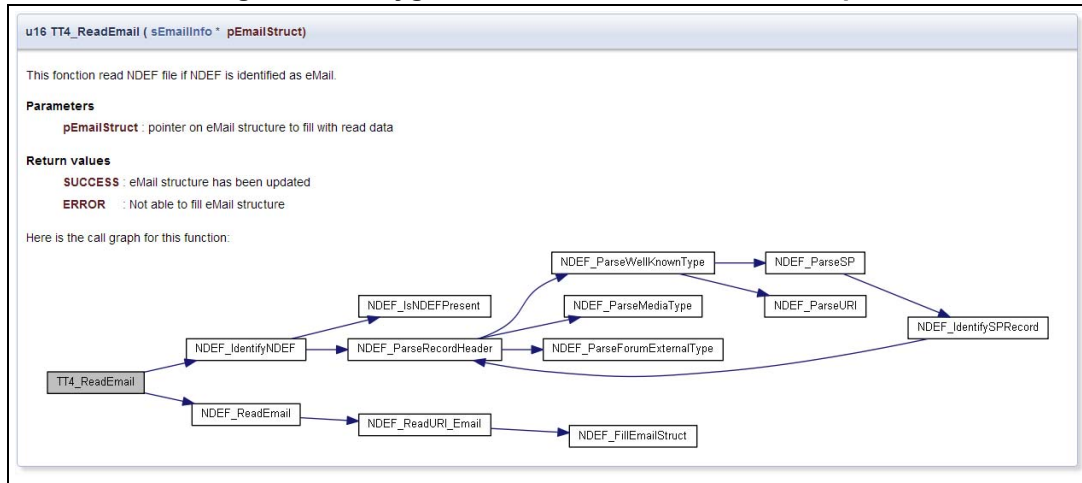 u16 TT4_ReadEmail ( sEmailInfo * pEmailStruct)
This fonction read NDEF file if NDEF is identified as eMail.
Parameters
pEmailStruct : pointer on eMail structure to fill with read data
Return values
SUCCESS : eMail structure has been updated
ERROR : Not able to fill eMail structure
Here is the call graph for this function:
NDEF_ParseWellKnownType
NDEF_ParseSP
NDEF_IsNDEFPresent
NDEF_ParseMediaType
NDEF_ParseURI
NDEF_IdentifySPRecord
NDEF_IdentifyNDEF
NDEF_ParseRecordHeader
NDEF_ParseForumExternalType
TT4_ReadEmail
NDEF_ReadEmail
NDEF_ReadURI_Email
NDEF_FillEmailStruct